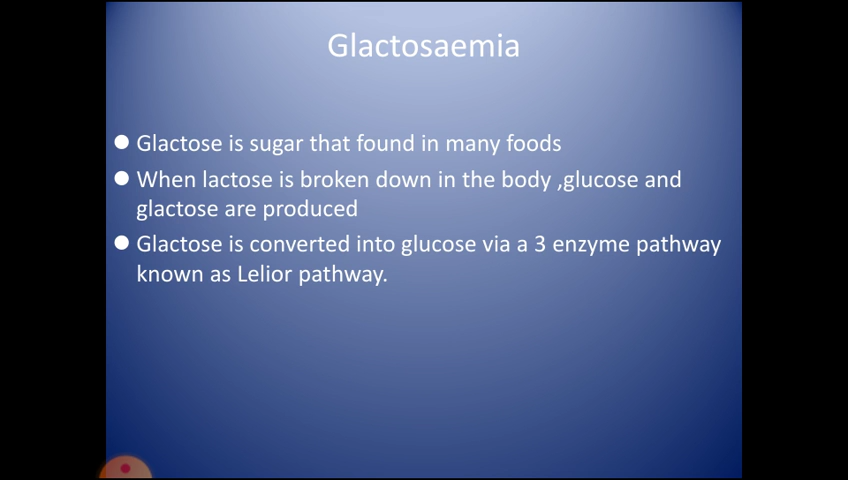 Glactosaemia
● Glactose is sugar that found in many foods
● When lactose is broken down in the body ,glucose and
glactose are produced
● Glactose is converted into glucose via a 3 enzyme pathway
known as Lelior pathway.